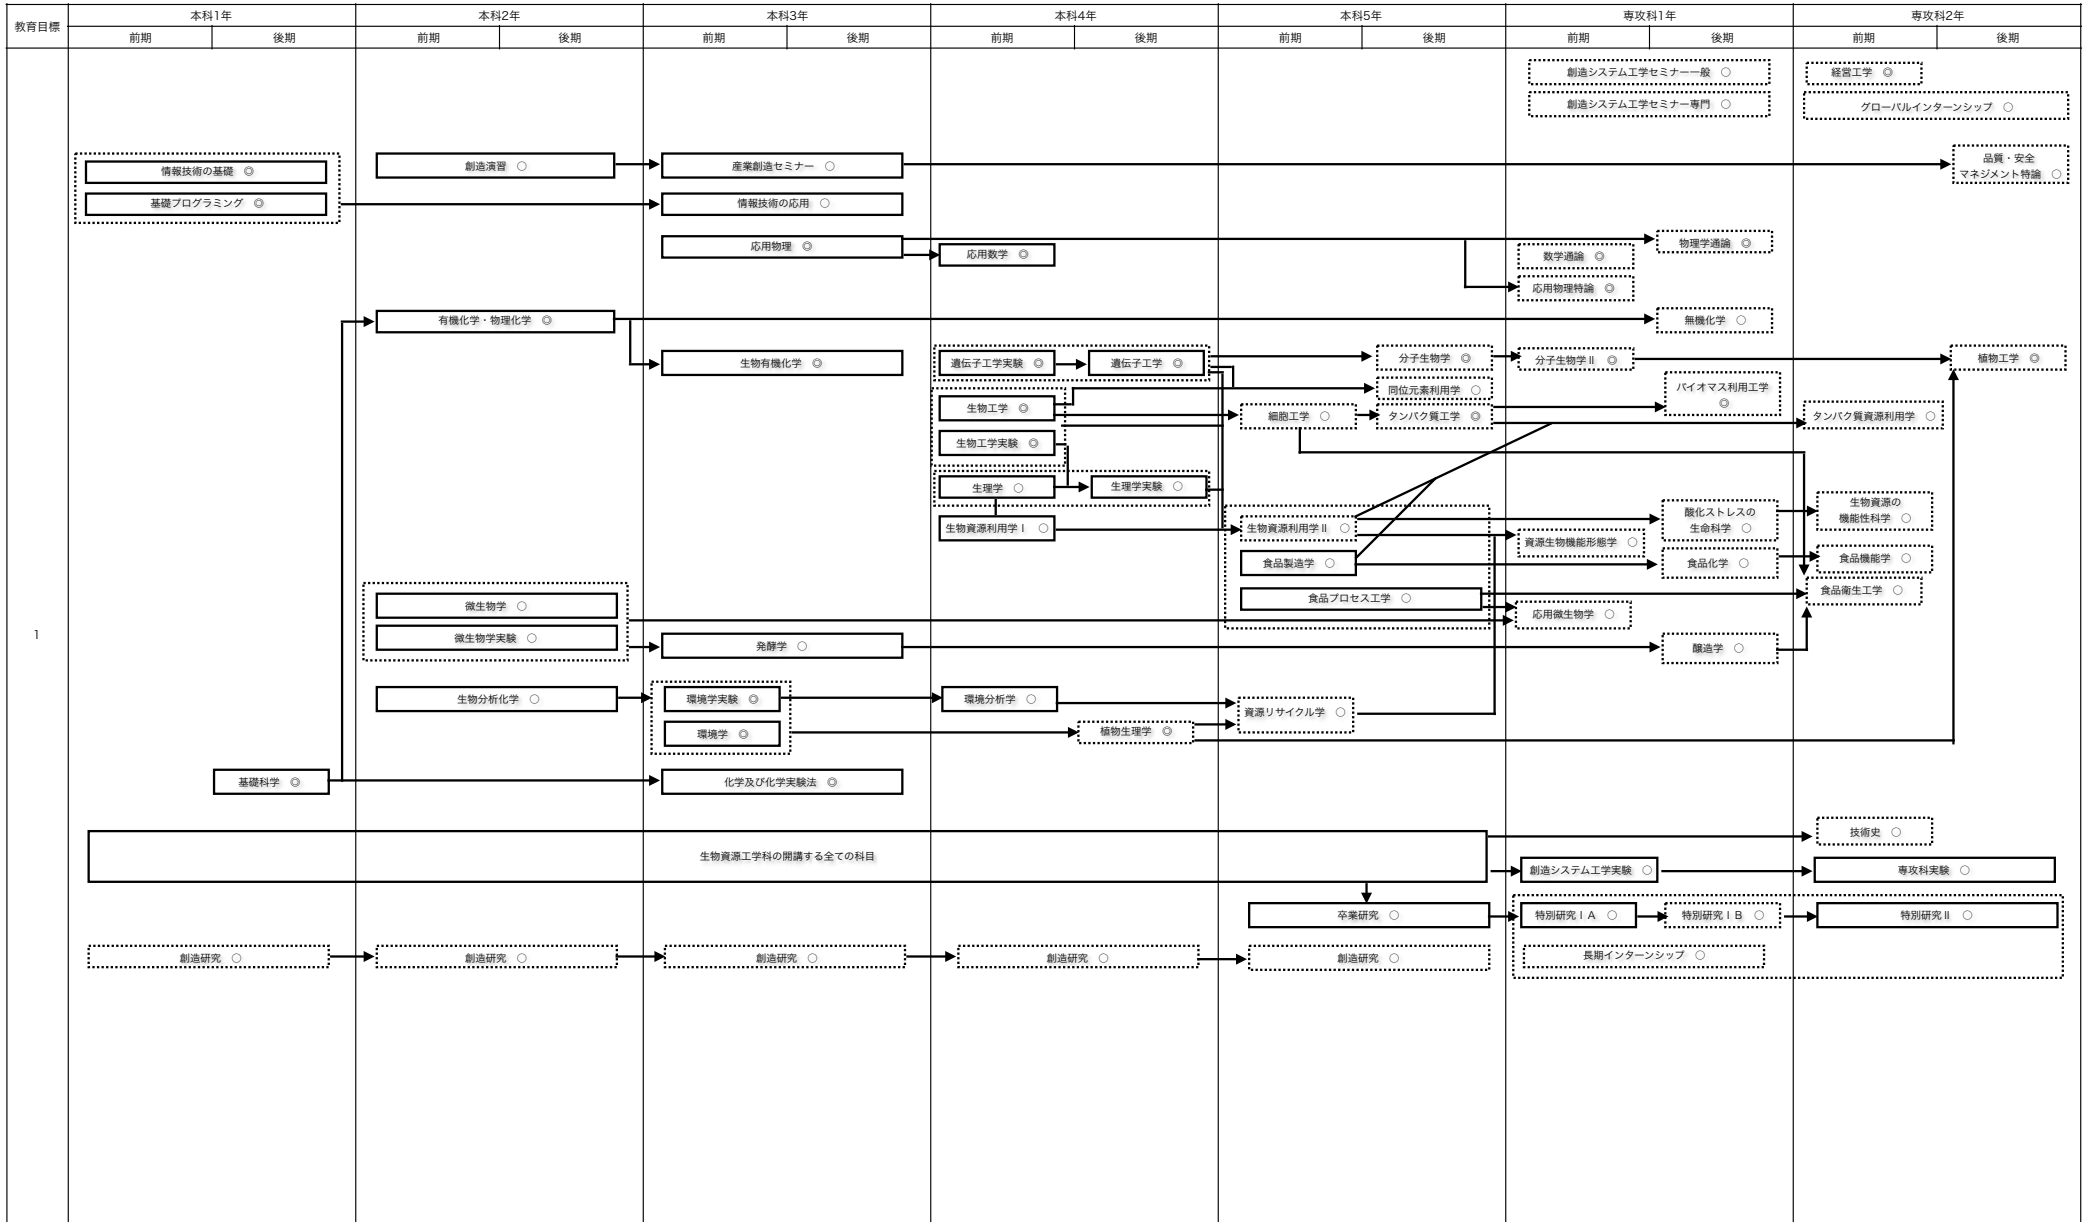 教育目標
本科1年
本科2年
本科3年
本科4年
本科5年
専攻科1年
専攻科2年
前期
後期
前期
後期
前期
後期
前期
後期
前期
後期
前期
後期
前期
後期
創造システム工学セミナー一般 ○
経営工学 ◎
創造システム工学セミナー専門 ○
グローバルインターンシップ ○
情報技術の基礎 ◎
創造演習 ○
産業創造セミナー ○
品質・安全
マネジメント特論 ○
基礎プログラミング ◎
情報技術の応用 ○
応用物理 ◎
応用数学 ◎
物理学通論 ◎
数学通論 ◎
応用物理特論 ◎
有機化学・物理化学 ◎
無機化学 ○
生物有機化学 ◎
遺伝子工学実験 ◎
遺伝子工学 ◎
分子生物学 ◎
分子生物学Ⅱ ◎
植物工学 ◎
同位元素利用学 ○
バイオマス利用工学
◎
生物工学 ◎
細胞工学 ○
タンパク質工学 ◎
タンパク質資源利用学 ○
生物工学実験 ◎
生理学 ○
生理学実験 ○
生物資源利用学Ⅰ ○
生物資源利用学Ⅱ ○
酸化ストレスの
生命科学 ○
生物資源の
機能性科学 ○
資源生物機能形態学 ○
食品製造学 ○
食品化学 ○
食品機能学 ○
食品プロセス工学 ○
食品衛生工学 ○
微生物学 ○
応用微生物学 ○
1
微生物学実験 ○
発酵学 ○
醸造学 ○
生物分析化学 ○
環境学実験 ◎
環境分析学 ○
資源リサイクル学 ○
環境学 ◎
植物生理学 ◎
基礎科学 ◎
化学及び化学実験法 ◎
技術史 ○
生物資源工学科の開講する全ての科目
創造システム工学実験 ○
専攻科実験 ○
卒業研究 ○
特別研究ⅠA ○
特別研究ⅠB ○
特別研究Ⅱ ○
創造研究 ○
創造研究 ○
創造研究 ○
創造研究 ○
創造研究 ○
長期インターンシップ ○